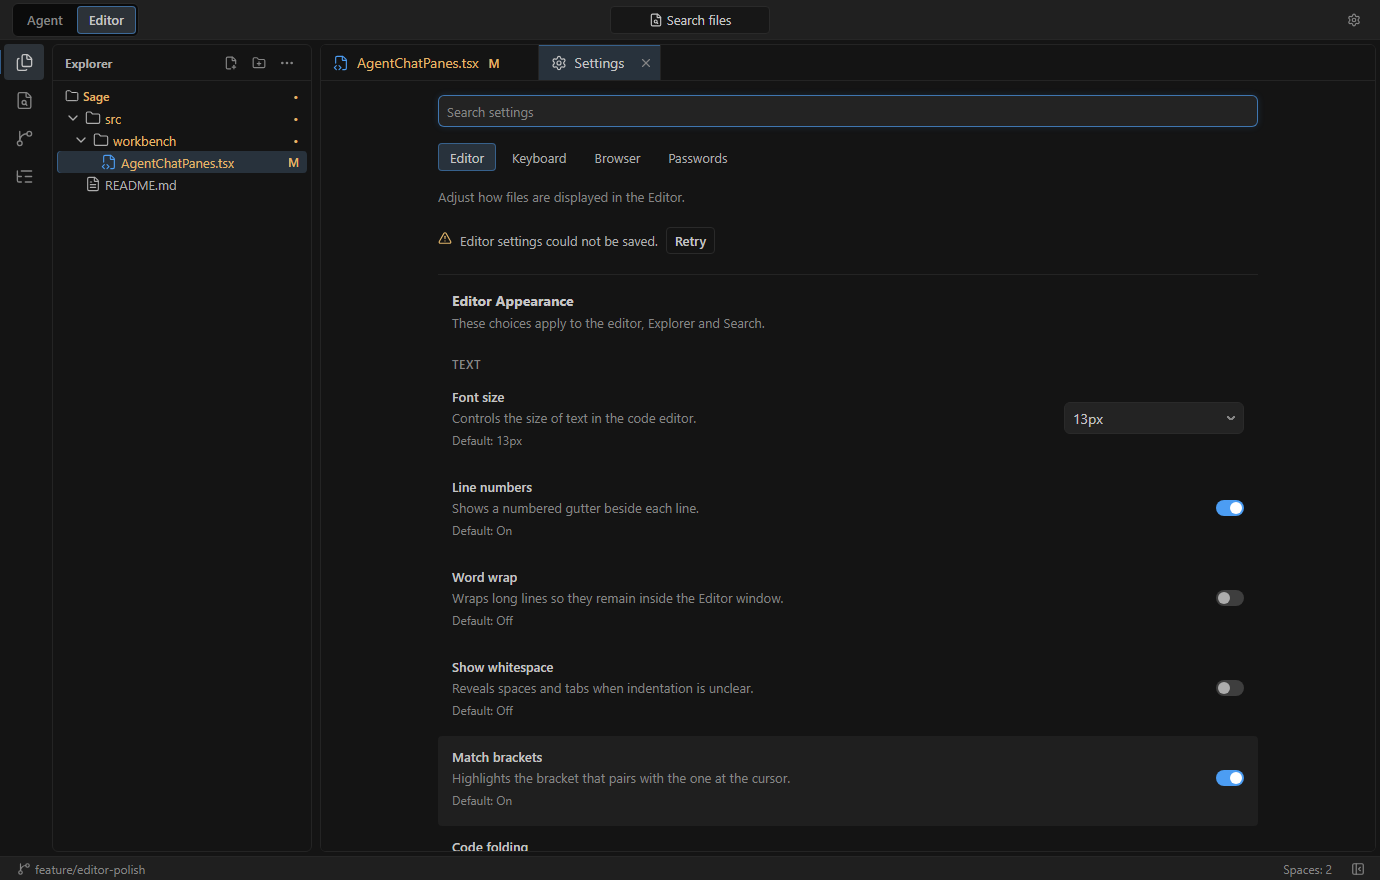 Agent
Editor
Search files
Explorer
Sage
src
workbench
AgentChatPanes.tsx M
README.md
AgentChatPanes.tsx M
Settings
Search settings
Editor
Keyboard
Browser
Passwords
Adjust how files are displayed in the Editor.
Editor settings could not be saved.
Retry
Editor Appearance
These choices apply to the editor, Explorer and Search.
TEXT
Font size
Controls the size of text in the code editor.
Default: 13px
13px
Line numbers
Shows a numbered gutter beside each line.
Default: On
Word wrap
Wraps long lines so they remain inside the Editor window.
Default: Off
Show whitespace
Reveals spaces and tabs when indentation is unclear.
Default: Off
Match brackets
Highlights the bracket that pairs with the one at the cursor.
Default: On
Code folding
feature/editor-polish
Spaces: 2